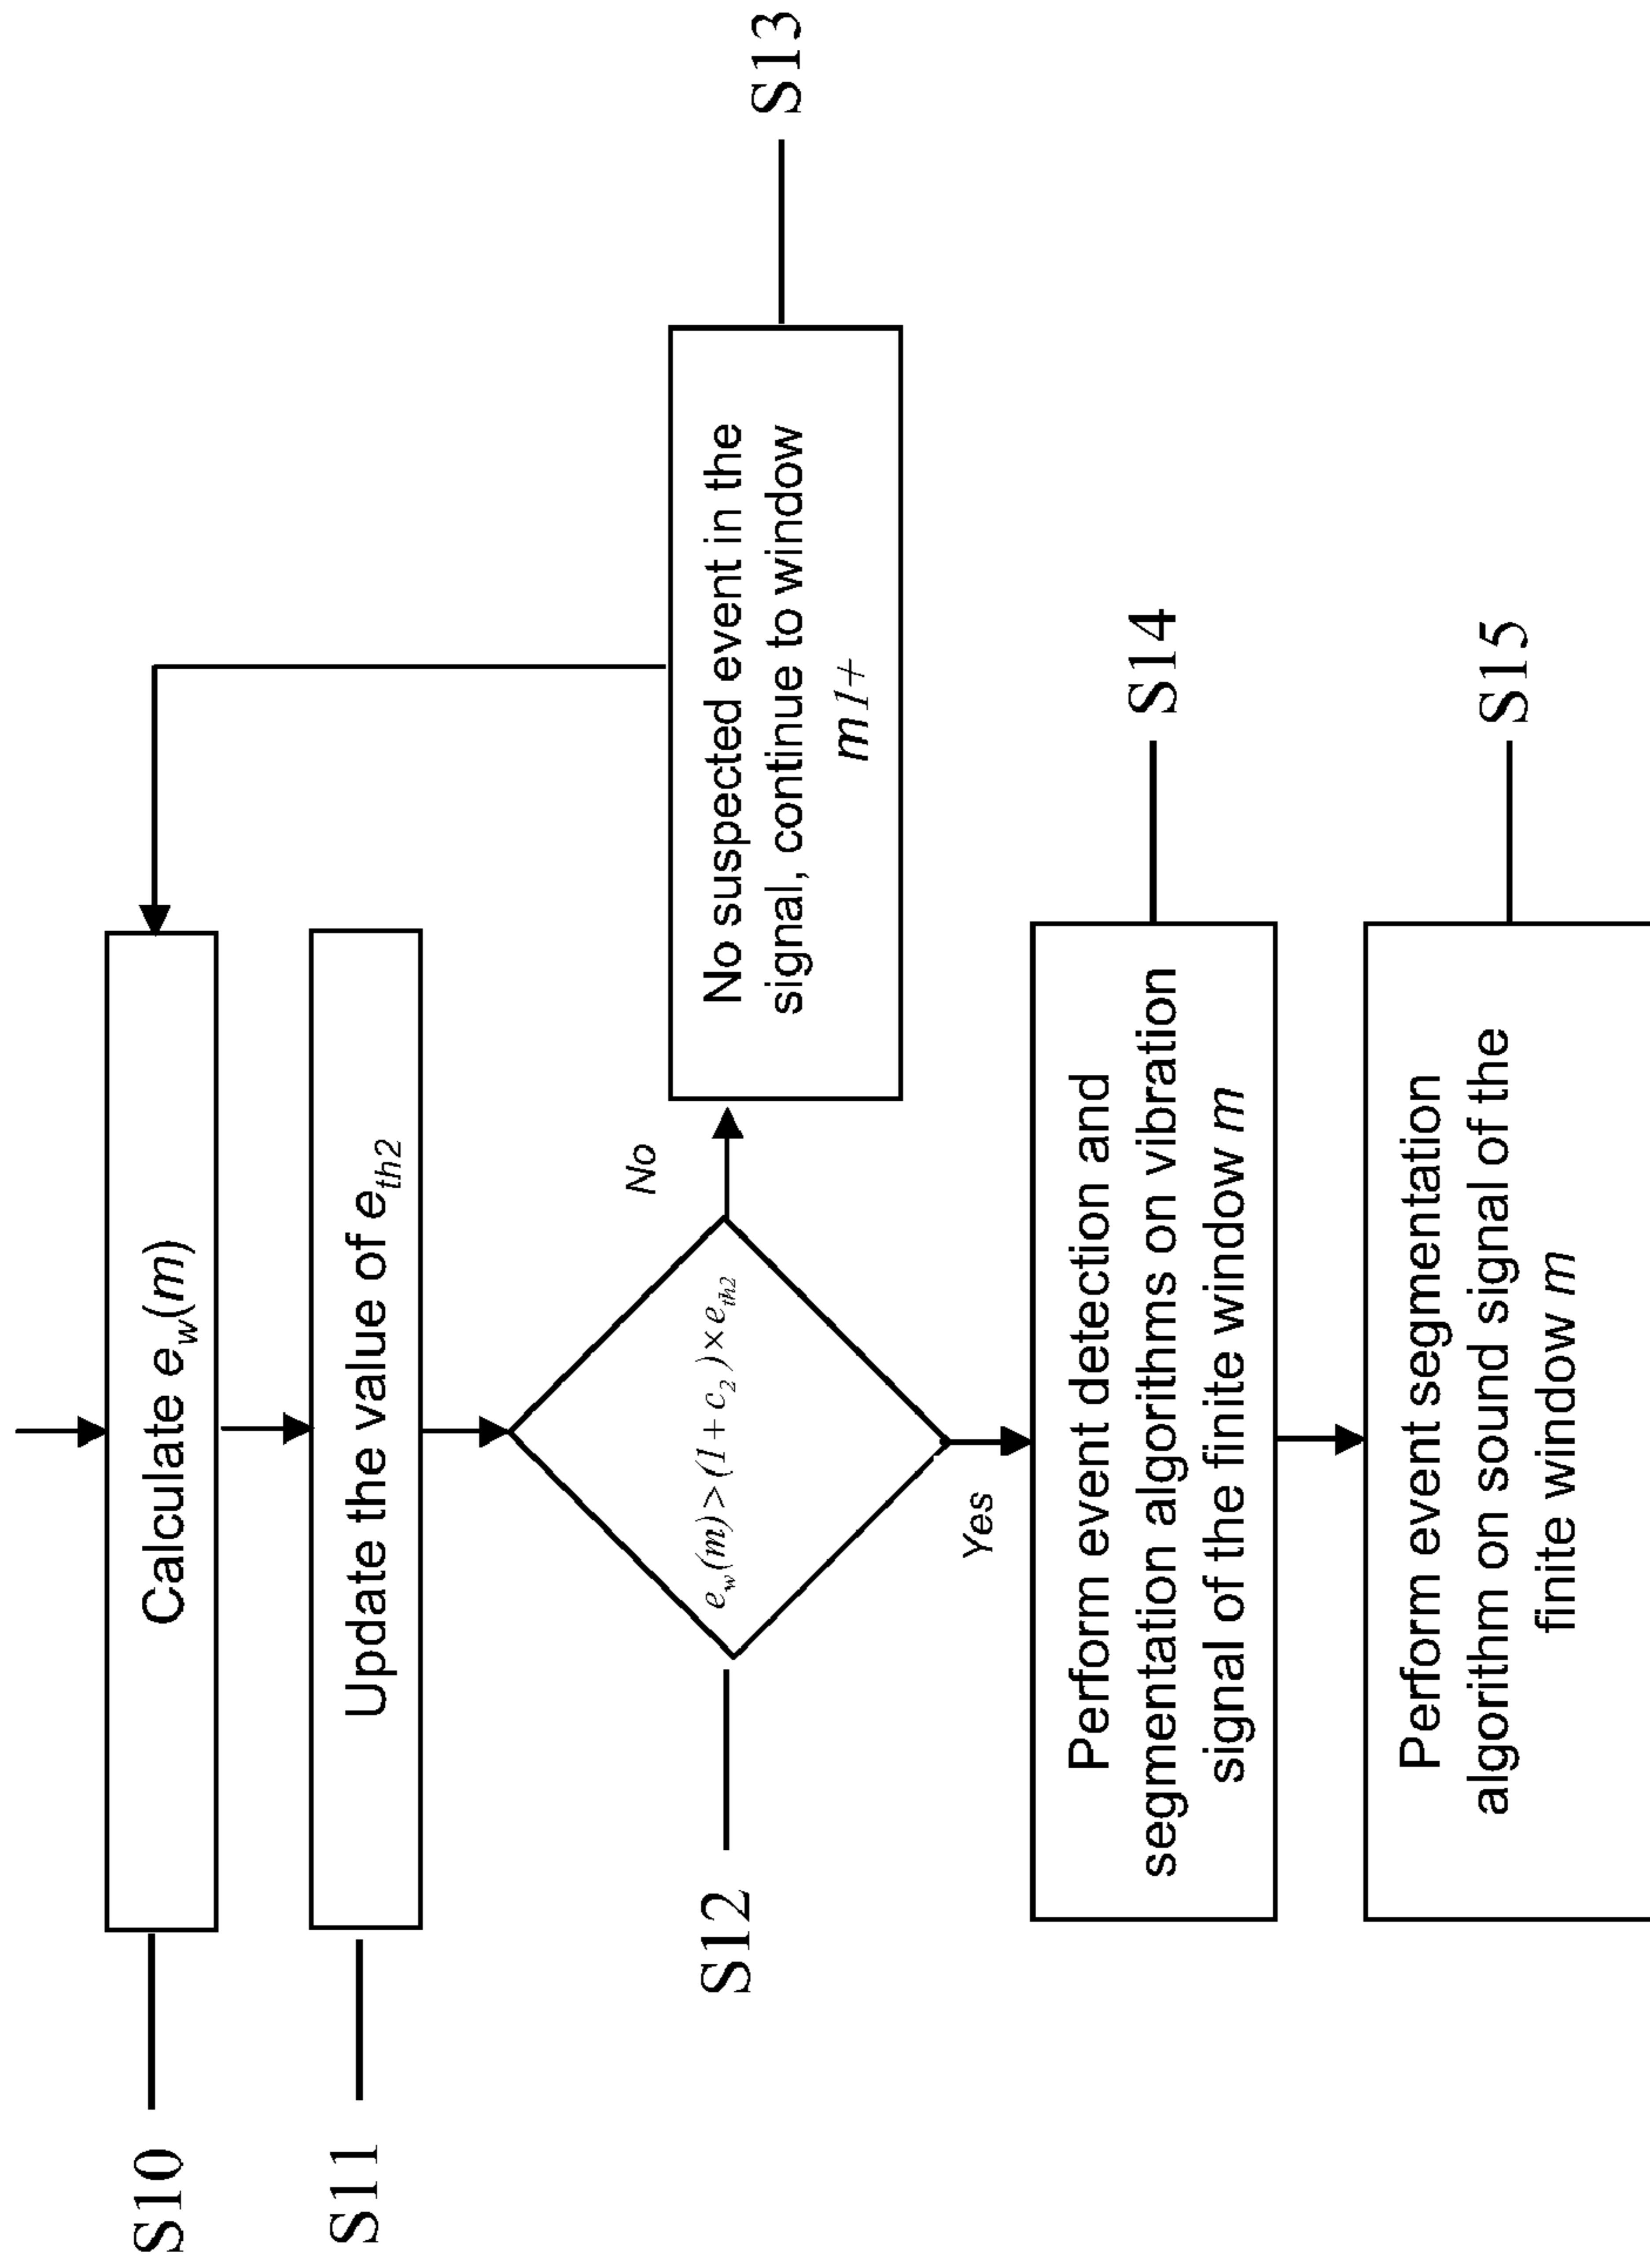 S10
Calculate e_w(m)
S11
Update the value of e_th2
S12
e_w(m)>(1+c_2)×e_th2
No
No suspected event in the
signal, continue to window
m1+
S13
Yes
Perform event detection and
segmentation algorithms on vibration
signal of the finite window m
S14
Perform event segmentation
algorithm on sound signal of the
finite window m
S15